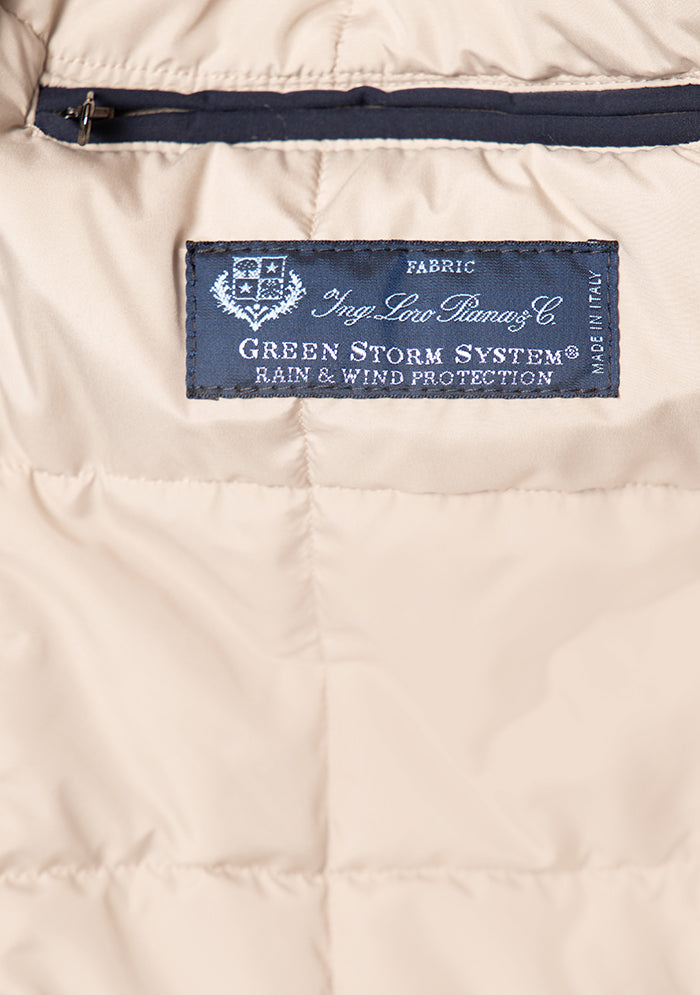 FABRIC
Ing. Loro Piana & C.
GREEN STORM SYSTEM®
RAIN & WIND PROTECTION
MADE IN ITALY